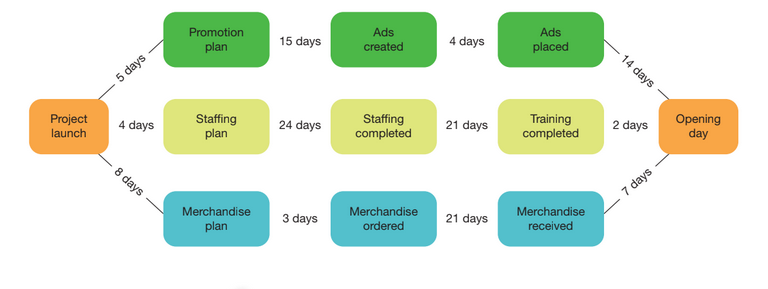 Promotion
plan
15 days
Ads
created
4 days
Ads
placed
5 days
14 days
Project
launch
4 days
Staffing
plan
24 days
Staffing
completed
21 days
Training
completed
2 days
Opening
day
8 days
7 days
Merchandise
plan
3 days
Merchandise
ordered
21 days
Merchandise
received